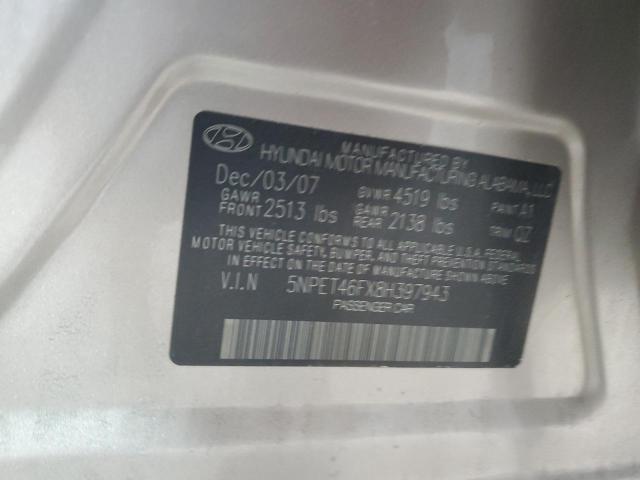 MANUFACTURED BY
HYUNDAI MOTOR MANUFACTURING ALABAMA, LLC
Dec/03/07 GVWR 4519 lbs PAINT A1
GAWR FRONT 2513 lbs GAWR REAR 2138 lbs TRIM QZ
THIS VEHICLE CONFORMS TO ALL APPLICABLE U.S.A. FEDERAL
MOTOR VEHICLE SAFETY, BUMPER, AND THEFT PREVENTION STANDARDS
IN EFFECT ON THE DATE OF MANUFACTURE SHOWN ABOVE
V.I.N 5NPET46FX8H397943
PASSENGER CAR